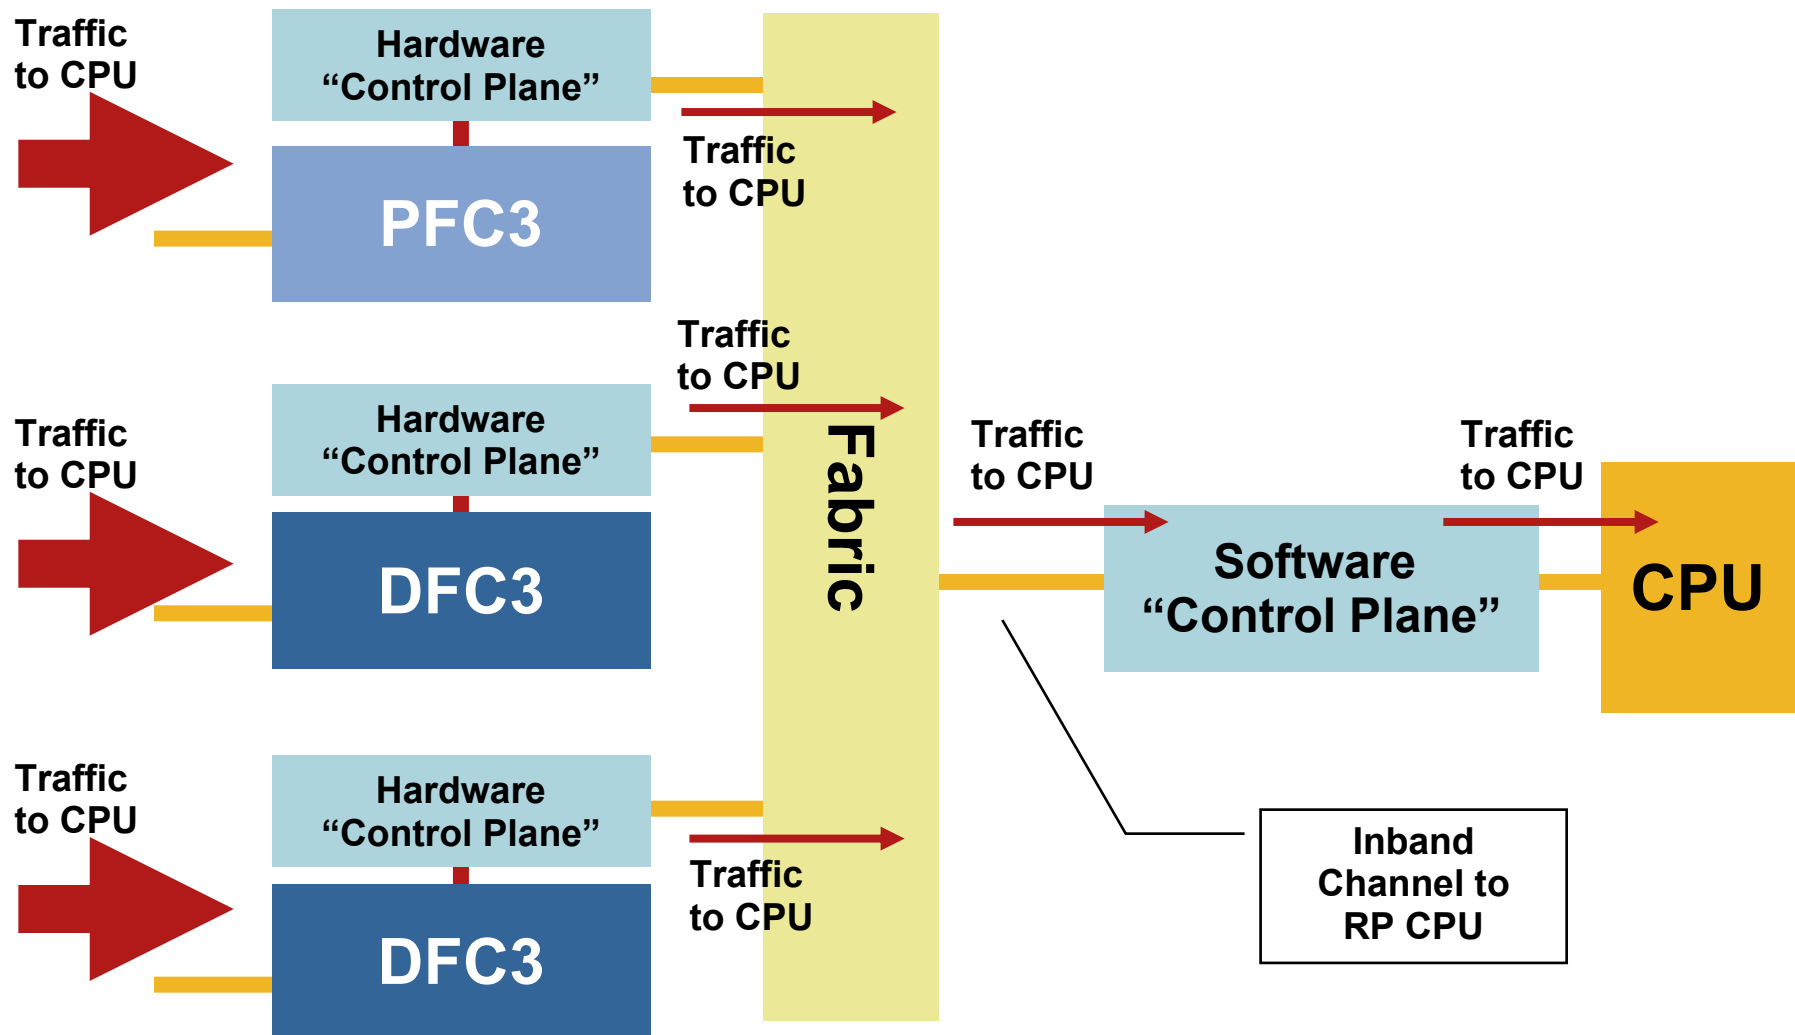 Traffic
to CPU
Hardware
“Control Plane”
PFC3
Traffic
to CPU
Traffic
to CPU
Traffic
to CPU
Hardware
“Control Plane”
DFC3
Fabric
Traffic
to CPU
Software
“Control Plane”
Traffic
to CPU
CPU
Traffic
to CPU
Hardware
“Control Plane”
DFC3
Traffic
to CPU
Inband
Channel to
RP CPU